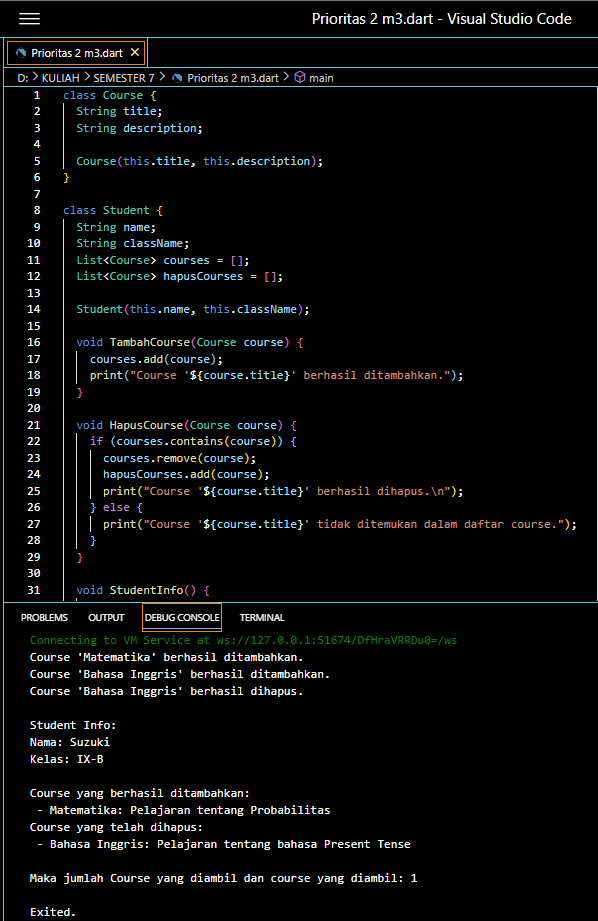 Prioritas 2 m3.dart - Visual Studio Code
Prioritas 2 m3.dart ×
D: > KULIAH > SEMESTER 7 > Prioritas 2 m3.dart > main
1 class Course {
2 String title;
3 String description;
4
5 Course(this.title, this.description);
6 }
7
8 class Student {
9 String name;
10 String className;
11 List<Course> courses = [];
12 List<Course> hapusCourses = [];
13
14 Student(this.name, this.className);
15
16 void TambahCourse(Course course) {
17 courses.add(course);
18 print("Course '${course.title}' berhasil ditambahkan.");
19 }
20
21 void HapusCourse(Course course) {
22 if (courses.contains(course)) {
23 courses.remove(course);
24 hapusCourses.add(course);
25 print("Course '${course.title}' berhasil dihapus.\n");
26 } else {
27 print("Course '${course.title}' tidak ditemukan dalam daftar course.");
28 }
29 }
30
31 void StudentInfo() {
PROBLEMS OUTPUT DEBUG CONSOLE TERMINAL
Connecting to VM Service at ws://127.0.0.1:51674/DfHraVRRDu0=/ws
Course 'Matematika' berhasil ditambahkan.
Course 'Bahasa Inggris' berhasil ditambahkan.
Course 'Bahasa Inggris' berhasil dihapus.
Student Info:
Nama: Suzuki
Kelas: IX-B
Course yang berhasil ditambahkan:
- Matematika: Pelajaran tentang Probabilitas
Course yang telah dihapus:
- Bahasa Inggris: Pelajaran tentang bahasa Present Tense
Maka jumlah Course yang diambil dan course yang diambil: 1
Exited.